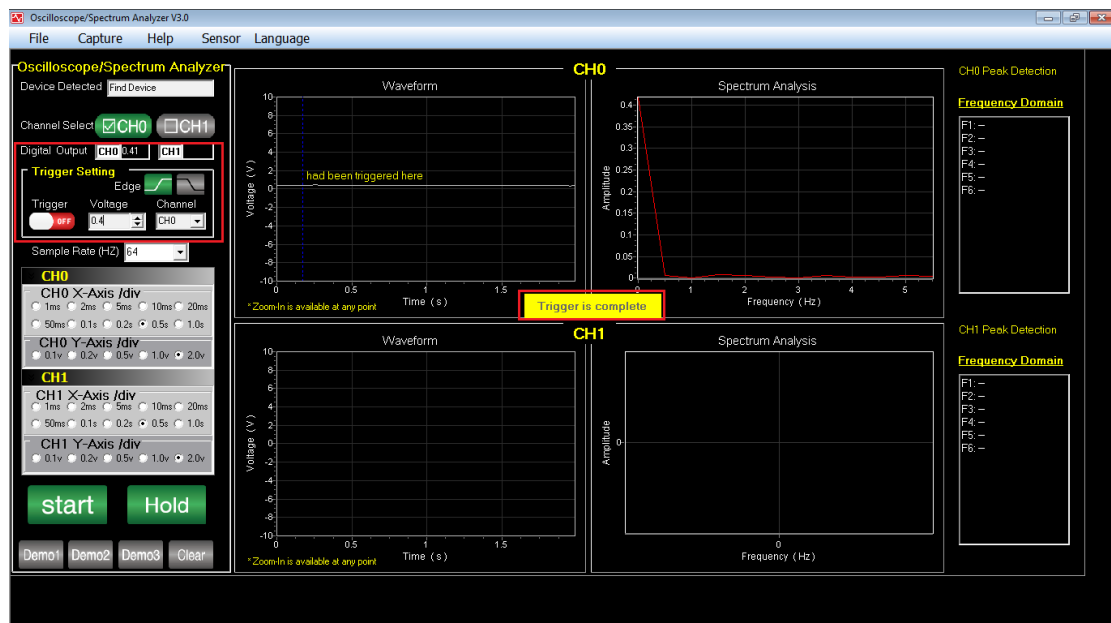 Oscilloscope/Spectrum Analyzer V3.0
File Capture Help Sensor Language
Oscilloscope/Spectrum Analyzer
Device Detected Find Device
Channel Select CH0 CH1
Digital Output CH0 0.41 CH1
Trigger Setting
Edge
Trigger Voltage Channel
OFF 0.4 CH0
Sample Rate (HZ) 64
CH0
CH0 X-Axis /div
1ms 2ms 5ms 10ms 20ms
50ms 0.1s 0.2s 0.5s 1.0s
CH0 Y-Axis /div
0.1v 0.2v 0.5v 1.0v 2.0v
CH1
CH1 X-Axis /div
1ms 2ms 5ms 10ms 20ms
50ms 0.1s 0.2s 0.5s 1.0s
CH1 Y-Axis /div
0.1v 0.2v 0.5v 1.0v 2.0v
start Hold
Demo1 Demo2 Demo3 Clear
CH0
Waveform
Voltage (V)
10
8
6
4
2
0
-2
-4
-6
-8
-10
had been triggered here
0 0.5 1 1.5
Time (s)
*Zoom-In is available at any point
Spectrum Analysis
Amplitude
0.4
0.35
0.3
0.25
0.2
0.15
0.1
0.05
0
0 1 2 3 4 5
Frequency (Hz)
Trigger is complete
CH0 Peak Detection
Frequency Domain
F1: –
F2: –
F3: –
F4: –
F5: –
F6: –
CH1
Waveform
Voltage (V)
10
8
6
4
2
0
-2
-4
-6
-8
-10
0 0.5 1 1.5
Time (s)
*Zoom-In is available at any point
Spectrum Analysis
Amplitude
0
0
Frequency (Hz)
CH1 Peak Detection
Frequency Domain
F1: –
F2: –
F3: –
F4: –
F5: –
F6: –